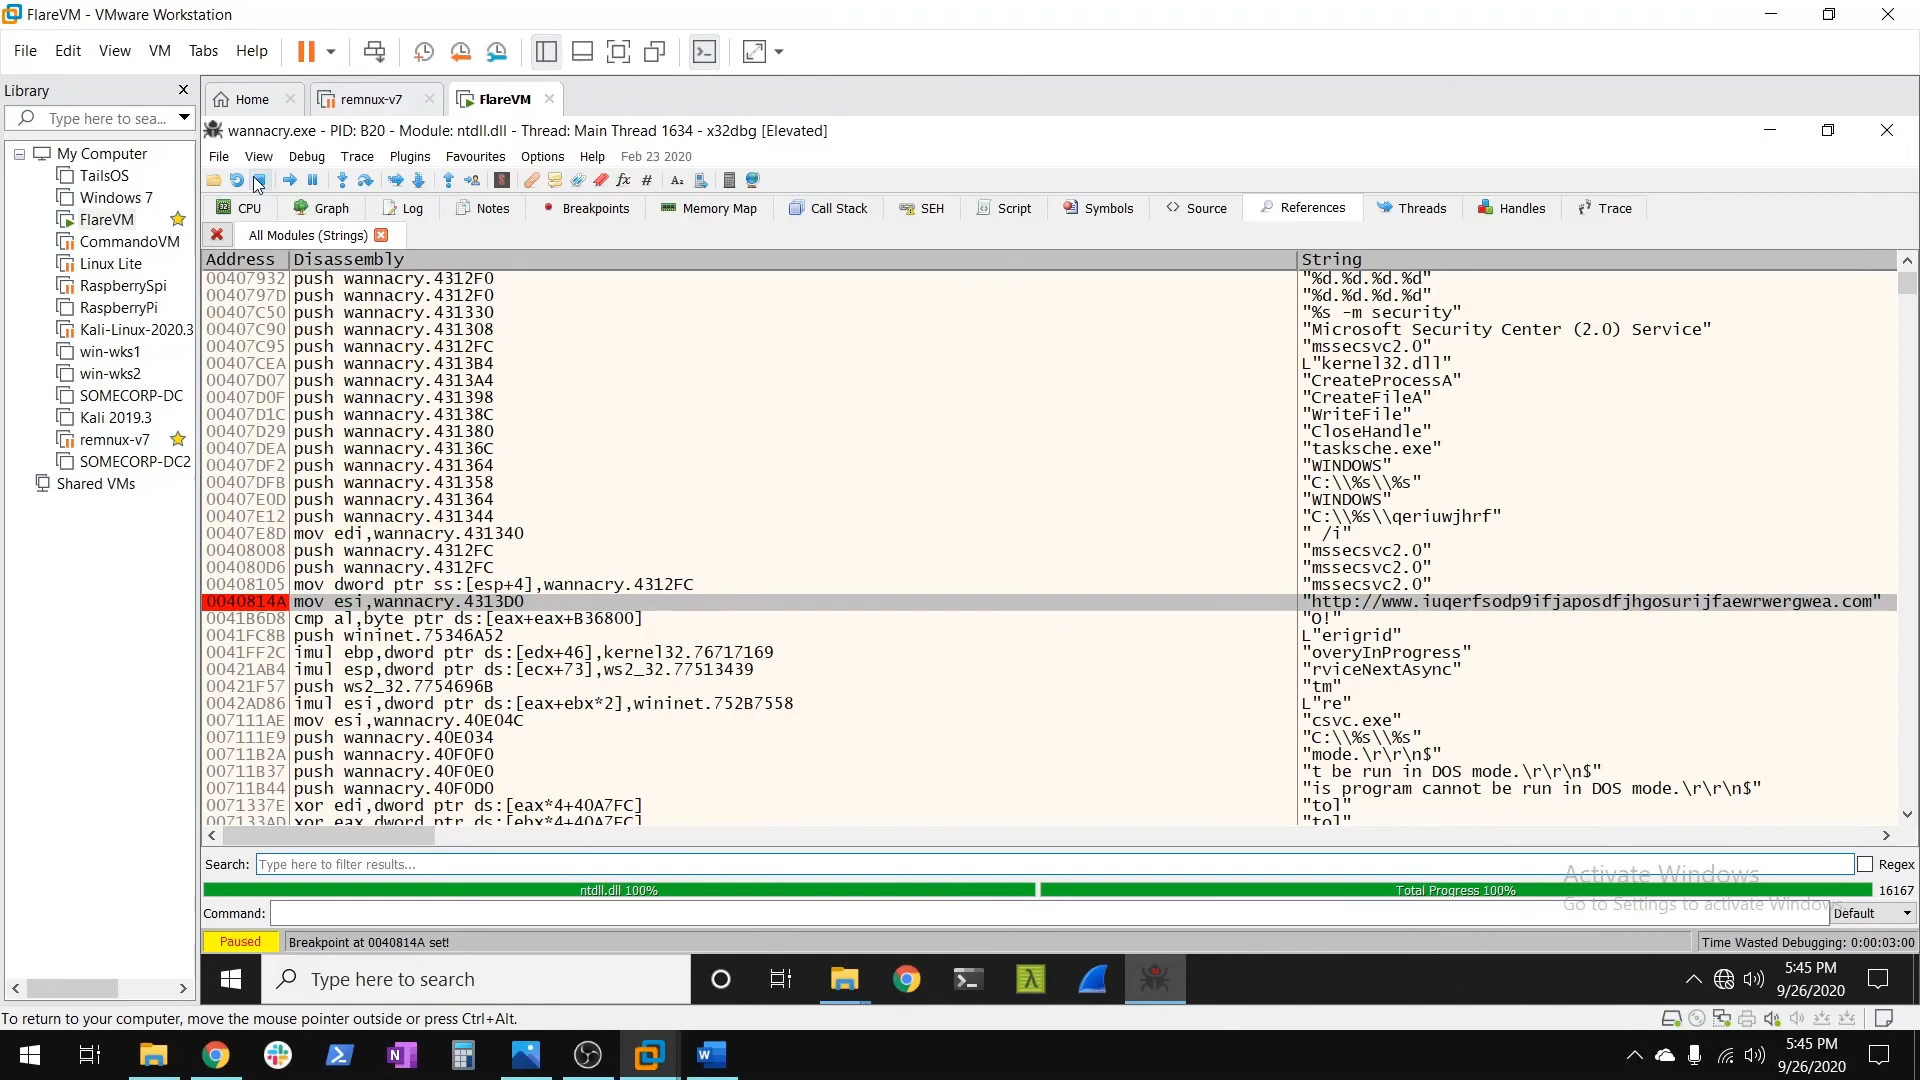 FlareVM - VMware Workstation
File Edit View VM Tabs Help
Library
Type here to sea...
My Computer
TailsOS
Windows 7
FlareVM
CommandoVM
Linux Lite
RaspberrySpi
RaspberryPi
Kali-Linux-2020.3
win-wks1
win-wks2
SOMECORP-DC
Kali 2019.3
remnux-v7
SOMECORP-DC2
Shared VMs
Home remnux-v7 FlareVM
wannacry.exe - PID: B20 - Module: ntdll.dll - Thread: Main Thread 1634 - x32dbg [Elevated]
File View Debug Trace Plugins Favourites Options Help Feb 23 2020
CPU Graph Log Notes Breakpoints Memory Map Call Stack SEH Script Symbols Source References Threads Handles Trace
All Modules (Strings)
Address Disassembly String
00407932 push wannacry.4312F0 "%d.%d.%d.%d"
0040797D push wannacry.4312F0 "%d.%d.%d.%d"
00407C50 push wannacry.431330 "%s -m security"
00407C90 push wannacry.431308 "Microsoft Security Center (2.0) Service"
00407C95 push wannacry.4312FC "mssecsvc2.0"
00407CEA push wannacry.4313B4 L"kernel32.dll"
00407D07 push wannacry.4313A4 "CreateProcessA"
00407D0F push wannacry.431398 "CreateFileA"
00407D1C push wannacry.43138C "WriteFile"
00407D29 push wannacry.431380 "CloseHandle"
00407DEA push wannacry.43136C "tasksche.exe"
00407DF2 push wannacry.431364 "WINDOWS"
00407DFB push wannacry.431358 "C:\\%s\\%s"
00407E0D push wannacry.431364 "WINDOWS"
00407E12 push wannacry.431344 "C:\\%s\\qeriuwjhrf"
00407E8D mov edi,wannacry.431340 " /i"
00408008 push wannacry.4312FC "mssecsvc2.0"
004080D6 push wannacry.4312FC "mssecsvc2.0"
00408105 mov dword ptr ss:[esp+4],wannacry.4312FC "mssecsvc2.0"
0040814A mov esi,wannacry.4313D0 "http://www.iuqerfsodp9ifjaposdfjhgosurijfaewrwergwea.com"
0041B6D8 cmp al,byte ptr ds:[eax+eax+B36800] "O!"
0041FC8B push wininet.75346A52 L"erigrid"
0041FF2C imul ebp,dword ptr ds:[edx+46],kernel32.76717169 "overyInProgress"
00421AB4 imul esp,dword ptr ds:[ecx+73],ws2_32.77513439 "rviceNextAsync"
00421F57 push ws2_32.7754696B "tm"
0042AD86 imul esi,dword ptr ds:[eax+ebx*2],wininet.752B7558 L"re"
007111AE mov esi,wannacry.40E04C "csvc.exe"
007111E9 push wannacry.40E034 "C:\\%s\\%s"
00711B2A push wannacry.40F0F0 "mode.\r\r\n$"
00711B37 push wannacry.40F0E0 "t be run in DOS mode.\r\r\n$"
00711B44 push wannacry.40F0D0 "is program cannot be run in DOS mode.\r\r\n$"
0071337E xor edi,dword ptr ds:[eax*4+40A7FC] "tol"
007133AD xor eax,dword ptr ds:[ebx*4+40A7FC] "tol"
Search: Type here to filter results... Regex
Activate Windows
ntdll.dll 100% Total Progress 100% 16167
Go to Settings to activate Windows.
Command: Default
Paused Breakpoint at 0040814A set! Time Wasted Debugging: 0:00:03:00
Type here to search
5:45 PM
9/26/2020
To return to your computer, move the mouse pointer outside or press Ctrl+Alt.
5:45 PM
9/26/2020